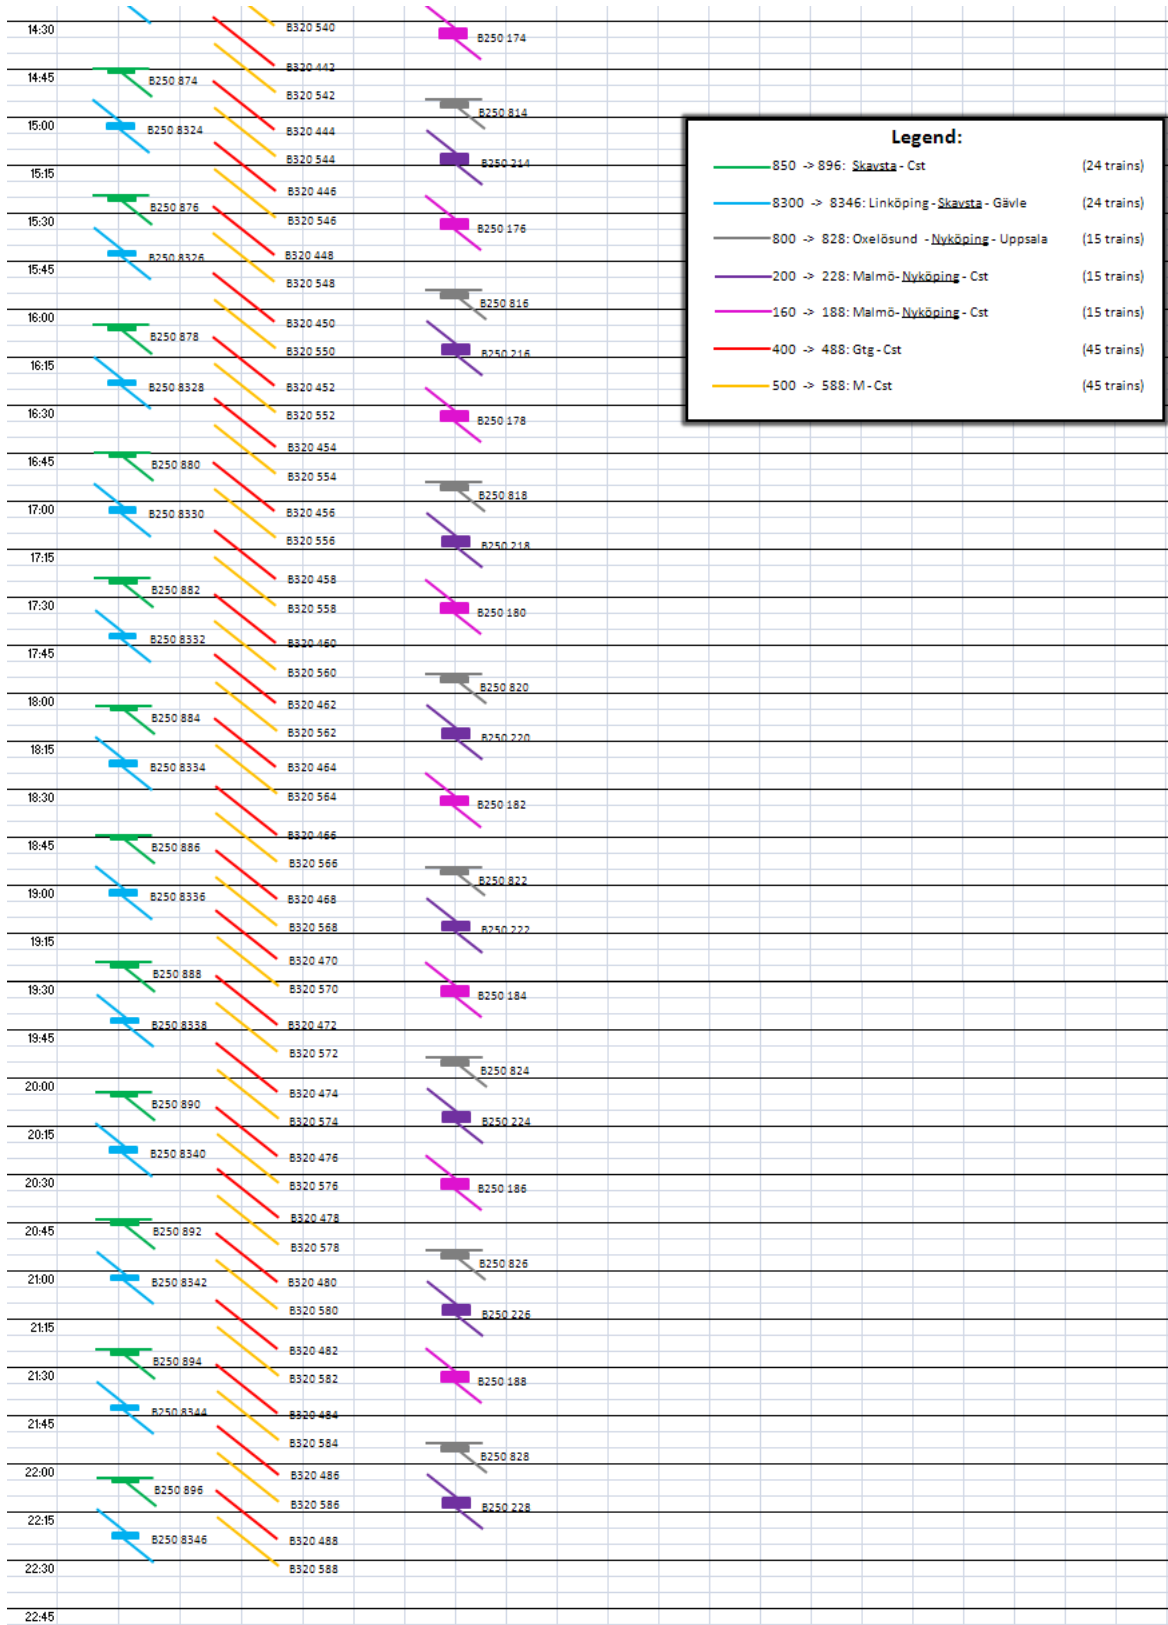 14:30
B320 540
B250 174
B320 442
14:45
B250 874
B320 542
B250 814
15:00
B250 8324
B320 444
Legend:
B320 544
B250 214
15:15
850 -> 896: Skavsta - Cst (24 trains)
B320 446
8300 -> 8346: Linköping - Skavsta - Gävle (24 trains)
B250 876
15:30
B320 546
B250 176
800 -> 828: Oxelösund - Nyköping - Uppsala (15 trains)
B250 8326
B320 448
15:45
200 -> 228: Malmö- Nyköping - Cst (15 trains)
B320 548
B250 816
160 -> 188: Malmö- Nyköping - Cst (15 trains)
16:00
B320 450
B250 878
B320 550
B250 216
400 -> 488: Gtg - Cst (45 trains)
16:15
B250 8328
B320 452
500 -> 588: M - Cst (45 trains)
16:30
B320 552
B250 178
B320 454
16:45
B250 880
B320 554
B250 818
17:00
B250 8330
B320 456
B320 556
B250 218
17:15
B320 458
B250 882
17:30
B320 558
B250 180
B250 8332
B320 460
17:45
B320 560
B250 820
18:00
B320 462
B250 884
B320 562
B250 220
18:15
B250 8334
B320 464
18:30
B320 564
B250 182
B320 466
18:45
B250 886
B320 566
B250 822
19:00
B250 8336
B320 468
B320 568
B250 222
19:15
B320 470
B250 888
19:30
B320 570
B250 184
B250 8338
B320 472
19:45
B320 572
B250 824
20:00
B320 474
B250 890
B320 574
B250 224
20:15
B250 8340
B320 476
20:30
B320 576
B250 186
B320 478
20:45
B250 892
B320 578
B250 826
21:00
B250 8342
B320 480
B320 580
B250 226
21:15
B320 482
B250 894
21:30
B320 582
B250 188
B250 8344
B320 484
21:45
B320 584
B250 828
22:00
B320 486
B250 896
B320 586
B250 228
22:15
B250 8346
B320 488
22:30
B320 588
22:45